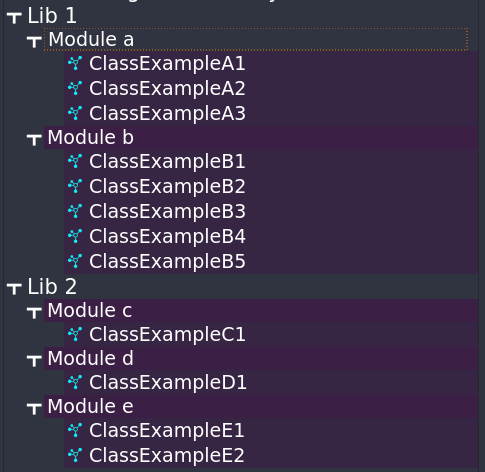 Lib 1
Module a
ClassExampleA1
ClassExampleA2
ClassExampleA3
Module b
ClassExampleB1
ClassExampleB2
ClassExampleB3
ClassExampleB4
ClassExampleB5
Lib 2
Module c
ClassExampleC1
Module d
ClassExampleD1
Module e
ClassExampleE1
ClassExampleE2